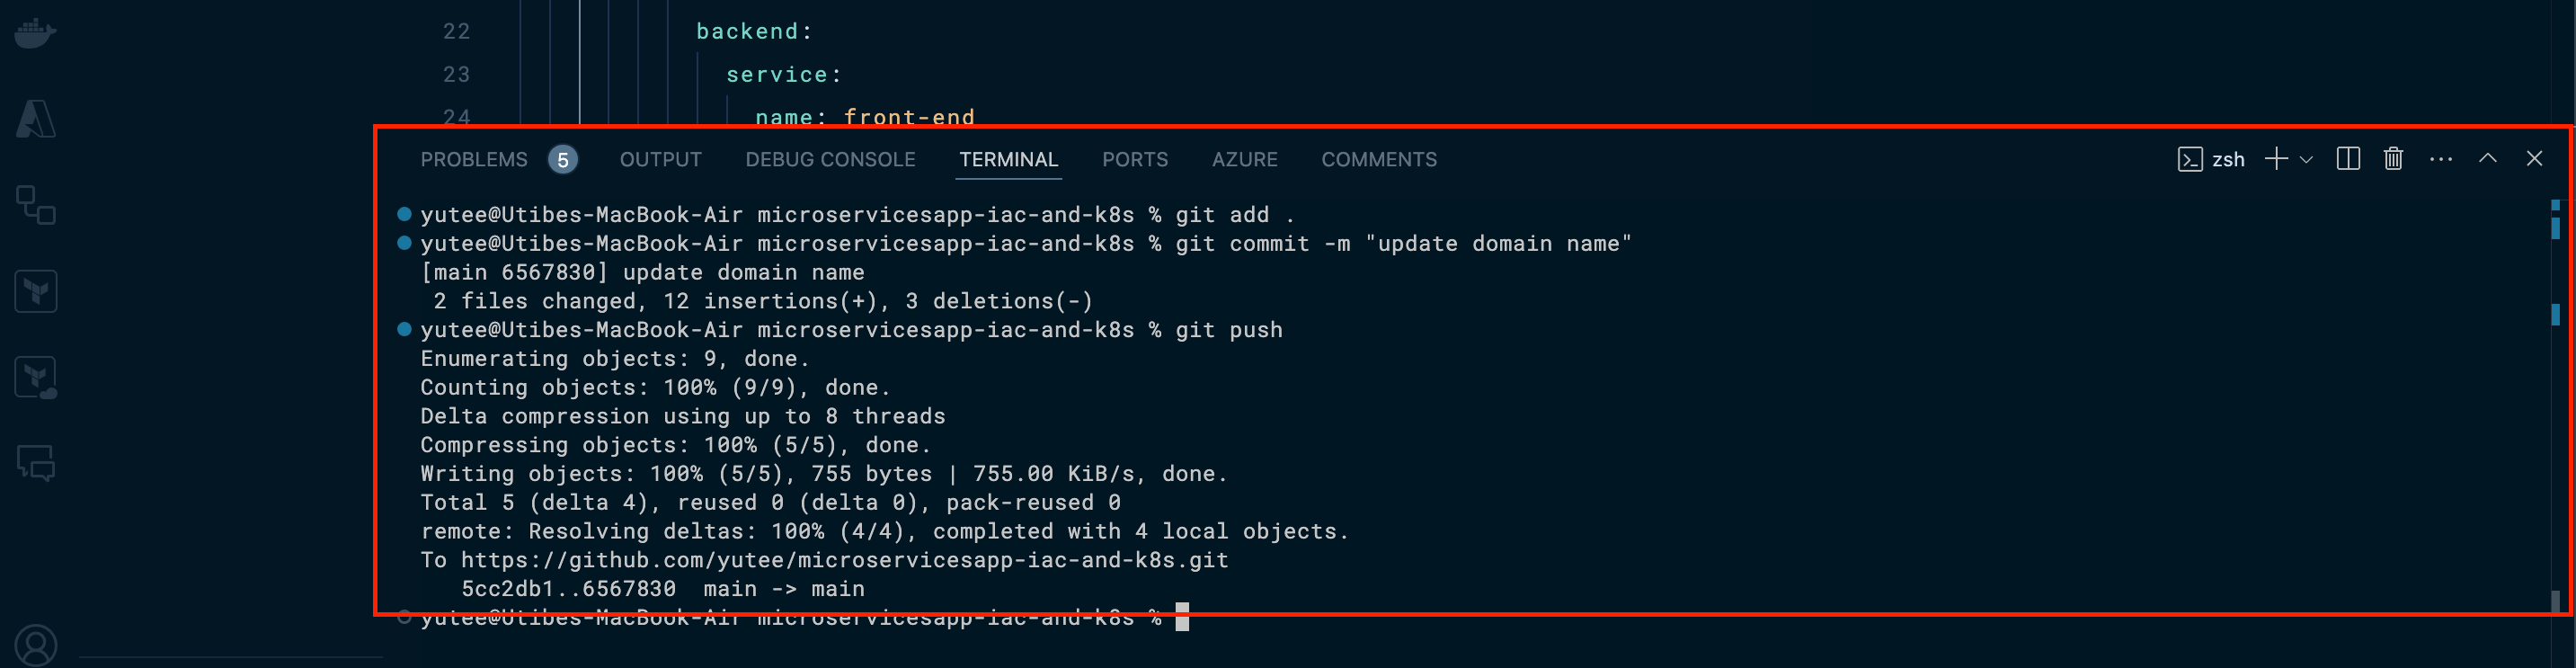 22 backend:
23 service:
24 name: front-end
PROBLEMS 5 OUTPUT DEBUG CONSOLE TERMINAL PORTS AZURE COMMENTS zsh
yutee@Utibes-MacBook-Air microservicesapp-iac-and-k8s % git add .
yutee@Utibes-MacBook-Air microservicesapp-iac-and-k8s % git commit -m "update domain name"
[main 6567830] update domain name
2 files changed, 12 insertions(+), 3 deletions(-)
yutee@Utibes-MacBook-Air microservicesapp-iac-and-k8s % git push
Enumerating objects: 9, done.
Counting objects: 100% (9/9), done.
Delta compression using up to 8 threads
Compressing objects: 100% (5/5), done.
Writing objects: 100% (5/5), 755 bytes | 755.00 KiB/s, done.
Total 5 (delta 4), reused 0 (delta 0), pack-reused 0
remote: Resolving deltas: 100% (4/4), completed with 4 local objects.
To https://github.com/yutee/microservicesapp-iac-and-k8s.git
5cc2db1..6567830 main -> main
yutee@Utibes-MacBook-Air microservicesapp-iac-and-k8s %